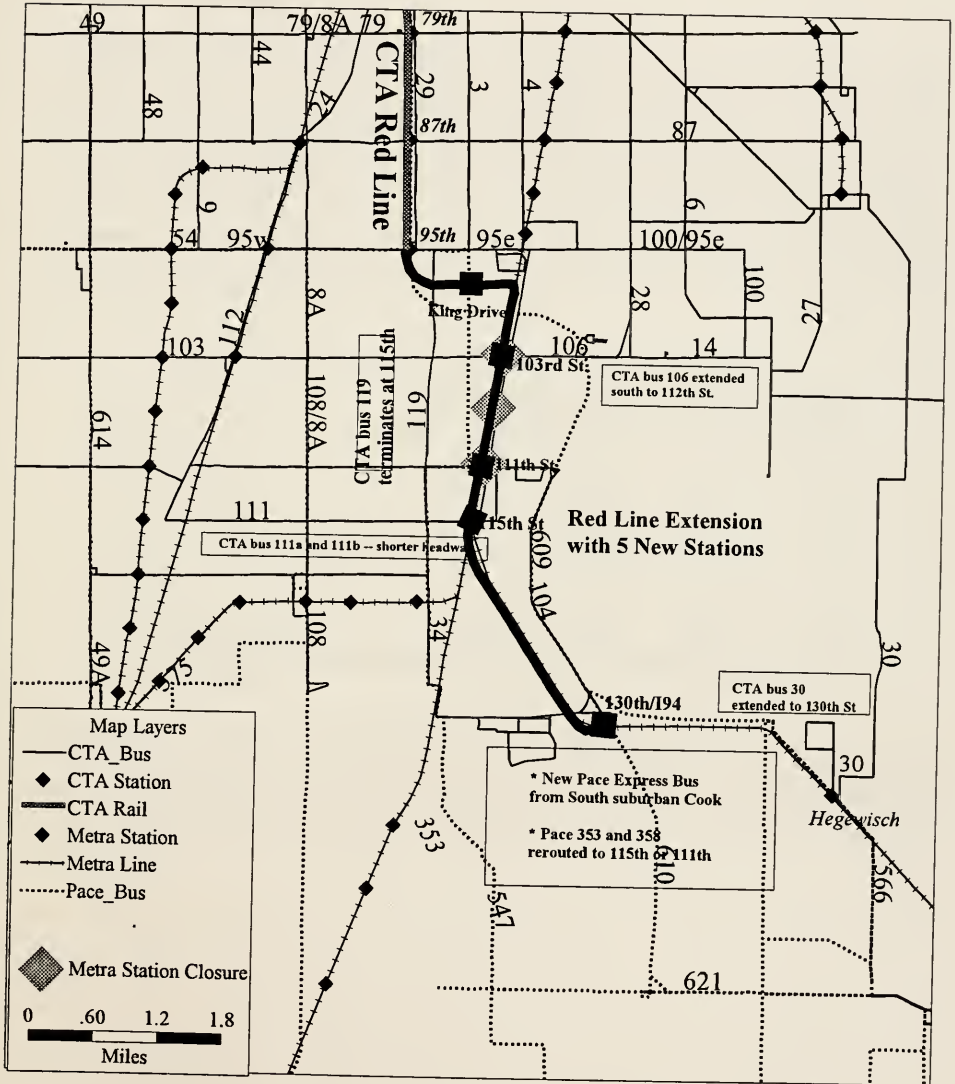 49
79/8A
79
79th
44
48
24
CTA Red Line
29
3
4
87th
87
9
6
54
95w
95th
95e
100/95e
8A
King Drive
28
100
27
112
103
106
14
103rd St
CTA bus 106 extended
south to 112th St.
CTA bus 119
terminates at 115th
119
614
108/8A
111th St
111
115th St
Red Line Extension
with 5 New Stations
CTA bus 111a and 111b -- shorter headwa
609
104
108
34
30
49A
375
CTA bus 30
extended to 130th St
130th/I94
Map Layers
CTA_Bus
CTA Station
CTA Rail
Metra Station
Metra Line
Pace_Bus
Metra Station Closure
0 .60 1.2 1.8
Miles
30
* New Pace Express Bus
from South suburban Cook
* Pace 353 and 358
rerouted to 115th or 111th
Hegewisch
353
610
566
547
621